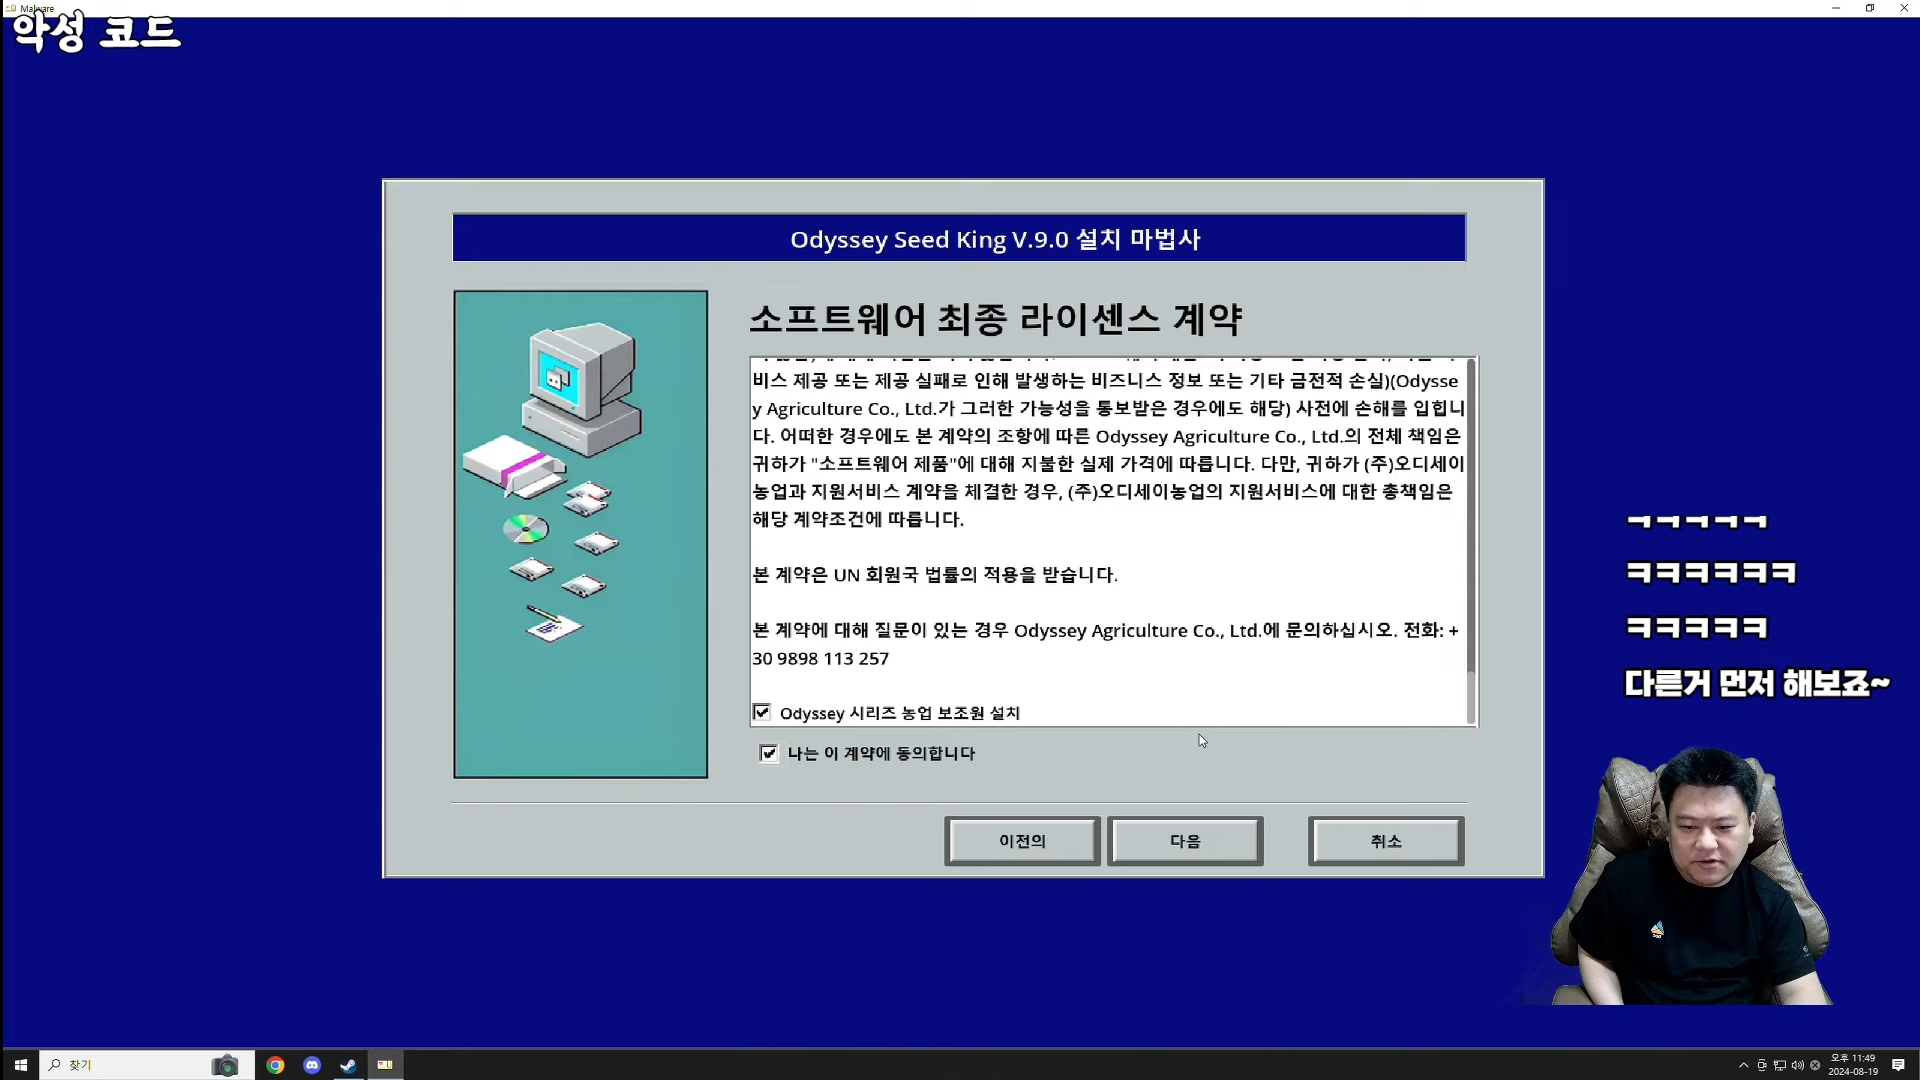 Malware
악성 코드
Odyssey Seed King V.9.0 설치 마법사
소프트웨어 최종 라이센스 계약
비스 제공 또는 제공 실패로 인해 발생하는 비즈니스 정보 또는 기타 금전적 손실)(Odysse
y Agriculture Co., Ltd.가 그러한 가능성을 통보받은 경우에도 해당) 사전에 손해를 입힙니
다. 어떠한 경우에도 본 계약의 조항에 따른 Odyssey Agriculture Co., Ltd.의 전체 책임은
귀하가 "소프트웨어 제품"에 대해 지불한 실제 가격에 따릅니다. 다만, 귀하가 (주)오디세이
농업과 지원서비스 계약을 체결한 경우, (주)오디세이농업의 지원서비스에 대한 총책임은
해당 계약조건에 따릅니다.
본 계약은 UN 회원국 법률의 적용을 받습니다.
본 계약에 대해 질문이 있는 경우 Odyssey Agriculture Co., Ltd.에 문의하십시오. 전화: +
30 9898 113 257
Odyssey 시리즈 농업 보조원 설치
나는 이 계약에 동의합니다
이전의
다음
취소
ㅋㅋㅋㅋㅋ
ㅋㅋㅋㅋㅋㅋ
ㅋㅋㅋㅋㅋ
다른거 먼저 해보죠~
찾기
오후 11:49
2024-08-19